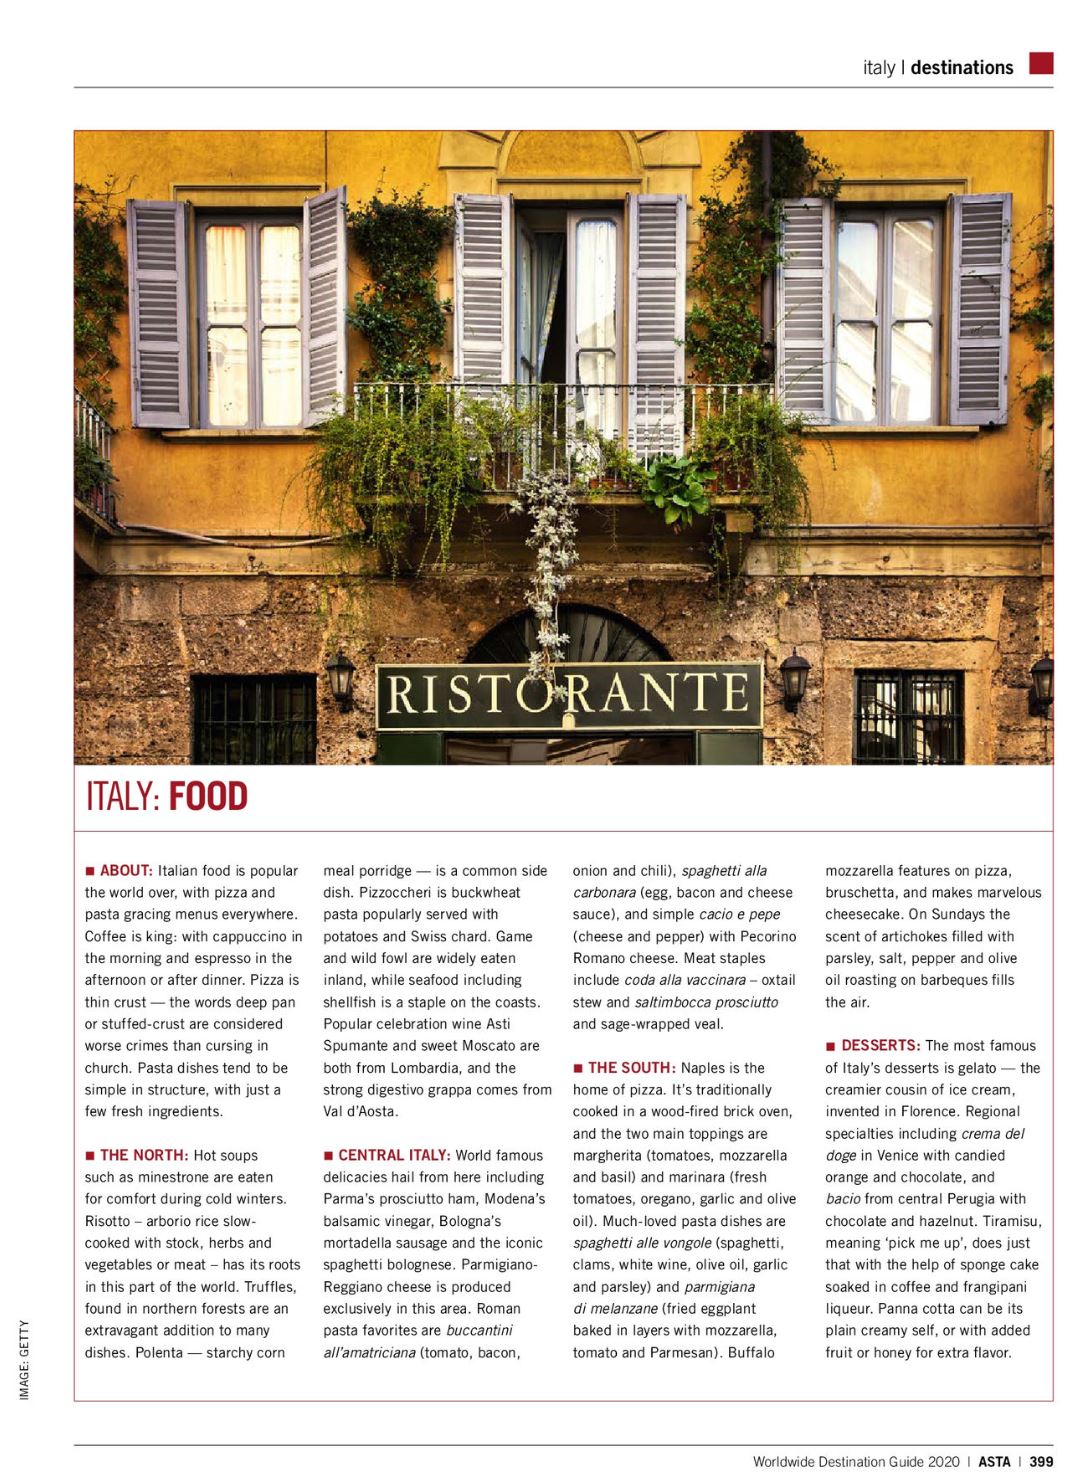 italy | destinations
RISTORANTE
ITALY: FOOD
■ ABOUT: Italian food is popular
the world over, with pizza and
pasta gracing menus everywhere.
Coffee is king: with cappuccino in
the morning and espresso in the
afternoon or after dinner. Pizza is
thin crust — the words deep pan
or stuffed-crust are considered
worse crimes than cursing in
church. Pasta dishes tend to be
simple in structure, with just a
few fresh ingredients.
■ THE NORTH: Hot soups
such as minestrone are eaten
for comfort during cold winters.
Risotto – arborio rice slow-
cooked with stock, herbs and
vegetables or meat – has its roots
in this part of the world. Truffles,
found in northern forests are an
extravagant addition to many
dishes. Polenta — starchy corn
meal porridge — is a common side
dish. Pizzoccheri is buckwheat
pasta popularly served with
potatoes and Swiss chard. Game
and wild fowl are widely eaten
inland, while seafood including
shellfish is a staple on the coasts.
Popular celebration wine Asti
Spumante and sweet Moscato are
both from Lombardia, and the
strong digestivo grappa comes from
Val d’Aosta.
■ CENTRAL ITALY: World famous
delicacies hail from here including
Parma’s prosciutto ham, Modena’s
balsamic vinegar, Bologna’s
mortadella sausage and the iconic
spaghetti bolognese. Parmigiano-
Reggiano cheese is produced
exclusively in this area. Roman
pasta favorites are buccantini
all’amatriciana (tomato, bacon,
onion and chili), spaghetti alla
carbonara (egg, bacon and cheese
sauce), and simple cacio e pepe
(cheese and pepper) with Pecorino
Romano cheese. Meat staples
include coda alla vaccinara – oxtail
stew and saltimbocca prosciutto
and sage-wrapped veal.
■ THE SOUTH: Naples is the
home of pizza. It’s traditionally
cooked in a wood-fired brick oven,
and the two main toppings are
margherita (tomatoes, mozzarella
and basil) and marinara (fresh
tomatoes, oregano, garlic and olive
oil). Much-loved pasta dishes are
spaghetti alle vongole (spaghetti,
clams, white wine, olive oil, garlic
and parsley) and parmigiana
di melanzane (fried eggplant
baked in layers with mozzarella,
tomato and Parmesan). Buffalo
mozzarella features on pizza,
bruschetta, and makes marvelous
cheesecake. On Sundays the
scent of artichokes filled with
parsley, salt, pepper and olive
oil roasting on barbeques fills
the air.
■ DESSERTS: The most famous
of Italy’s desserts is gelato — the
creamier cousin of ice cream,
invented in Florence. Regional
specialties including crema del
doge in Venice with candied
orange and chocolate, and
bacio from central Perugia with
chocolate and hazelnut. Tiramisu,
meaning ‘pick me up’, does just
that with the help of sponge cake
soaked in coffee and frangipani
liqueur. Panna cotta can be its
plain creamy self, or with added
fruit or honey for extra flavor.
IMAGE: GETTY
Worldwide Destination Guide 2020 | ASTA | 399